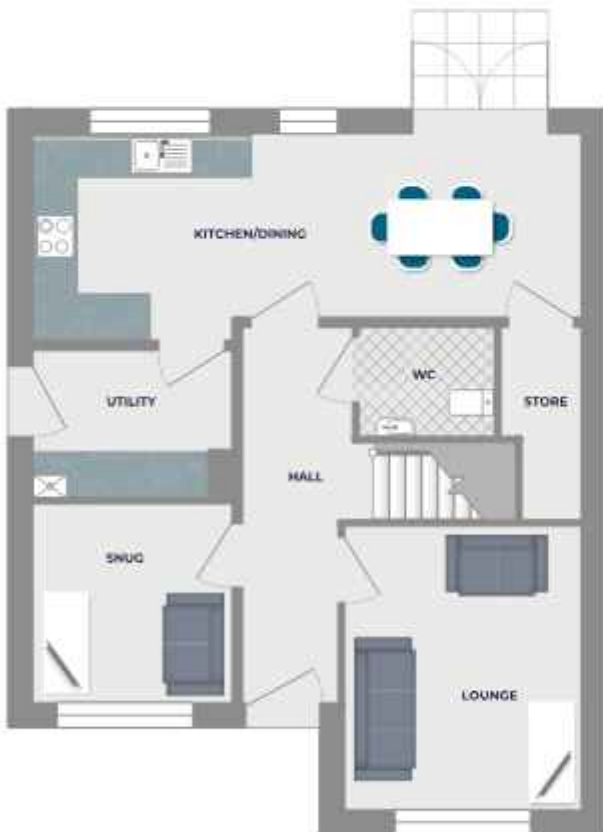 KITCHEN/DINING
WC
UTILITY
STORE
HALL
SNUG
LOUNGE